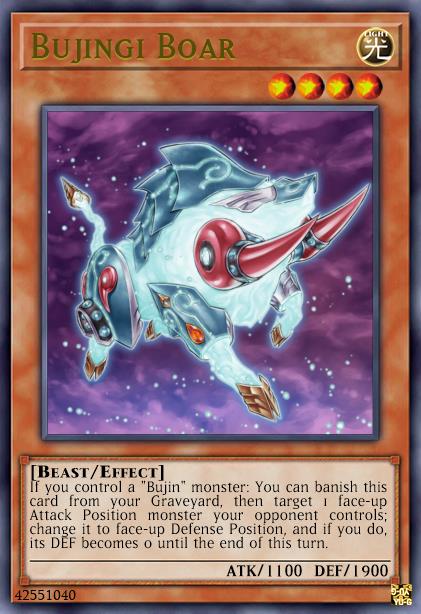 BUJINGI BOAR
LIGHT
光
[BEAST/EFFECT]
If you control a "Bujin" monster: You can banish this
card from your Graveyard, then target 1 face-up
Attack Position monster your opponent controls;
change it to face-up Defense Position, and if you do,
its DEF becomes 0 until the end of this turn.
ATK/1100 DEF/1900
42551040